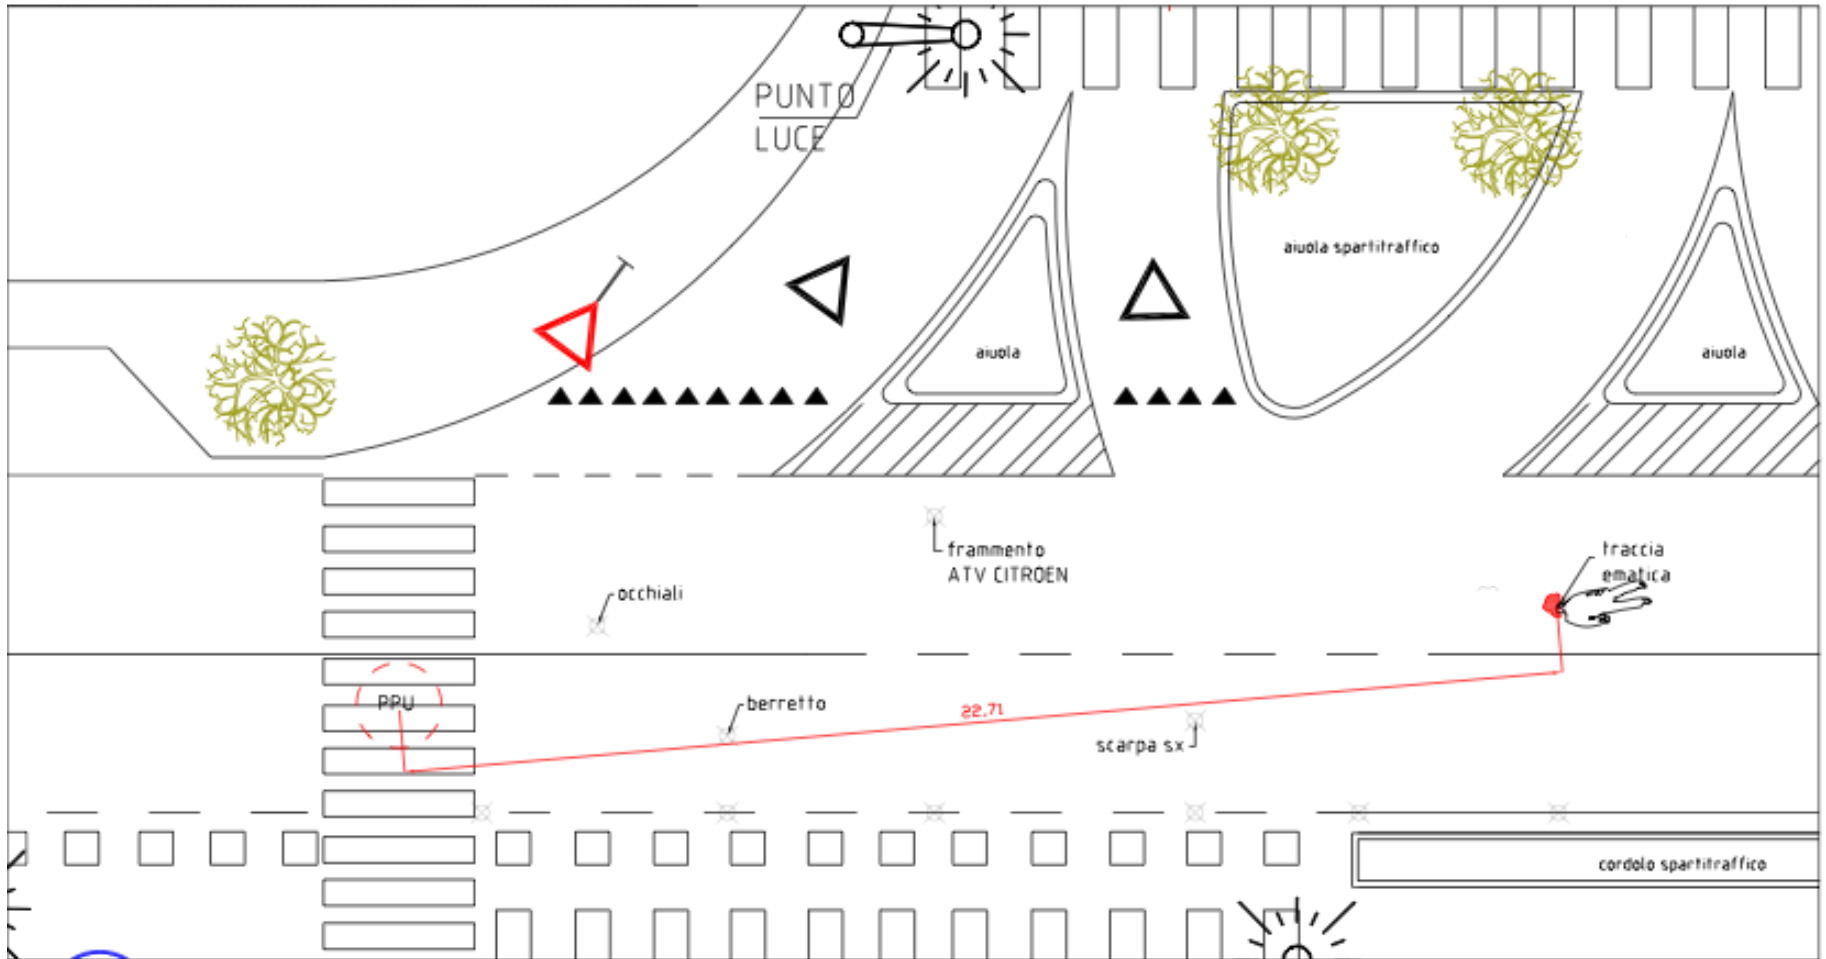 PUNTO
LUCE
aiuola spartitraffico
aiuola
aiuola
frammento
ATV CITROEN
traccia
ematica
occhiali
PPU
berretto
22,71
scarpa sx
cordolo spartitraffico